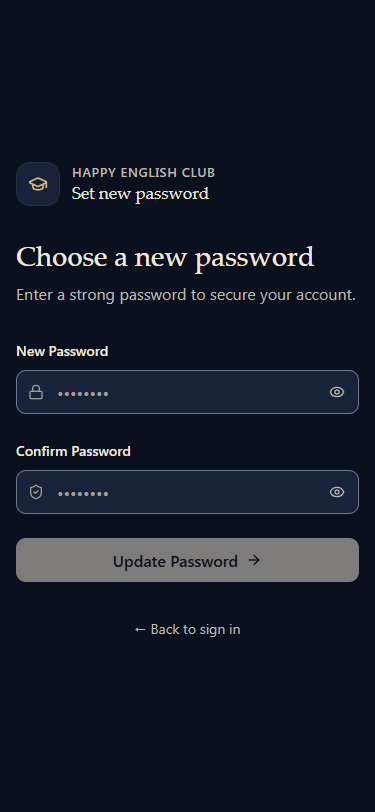 HAPPY ENGLISH CLUB
Set new password
Choose a new password
Enter a strong password to secure your account.
New Password
••••••••
Confirm Password
••••••••
Update Password →
← Back to sign in